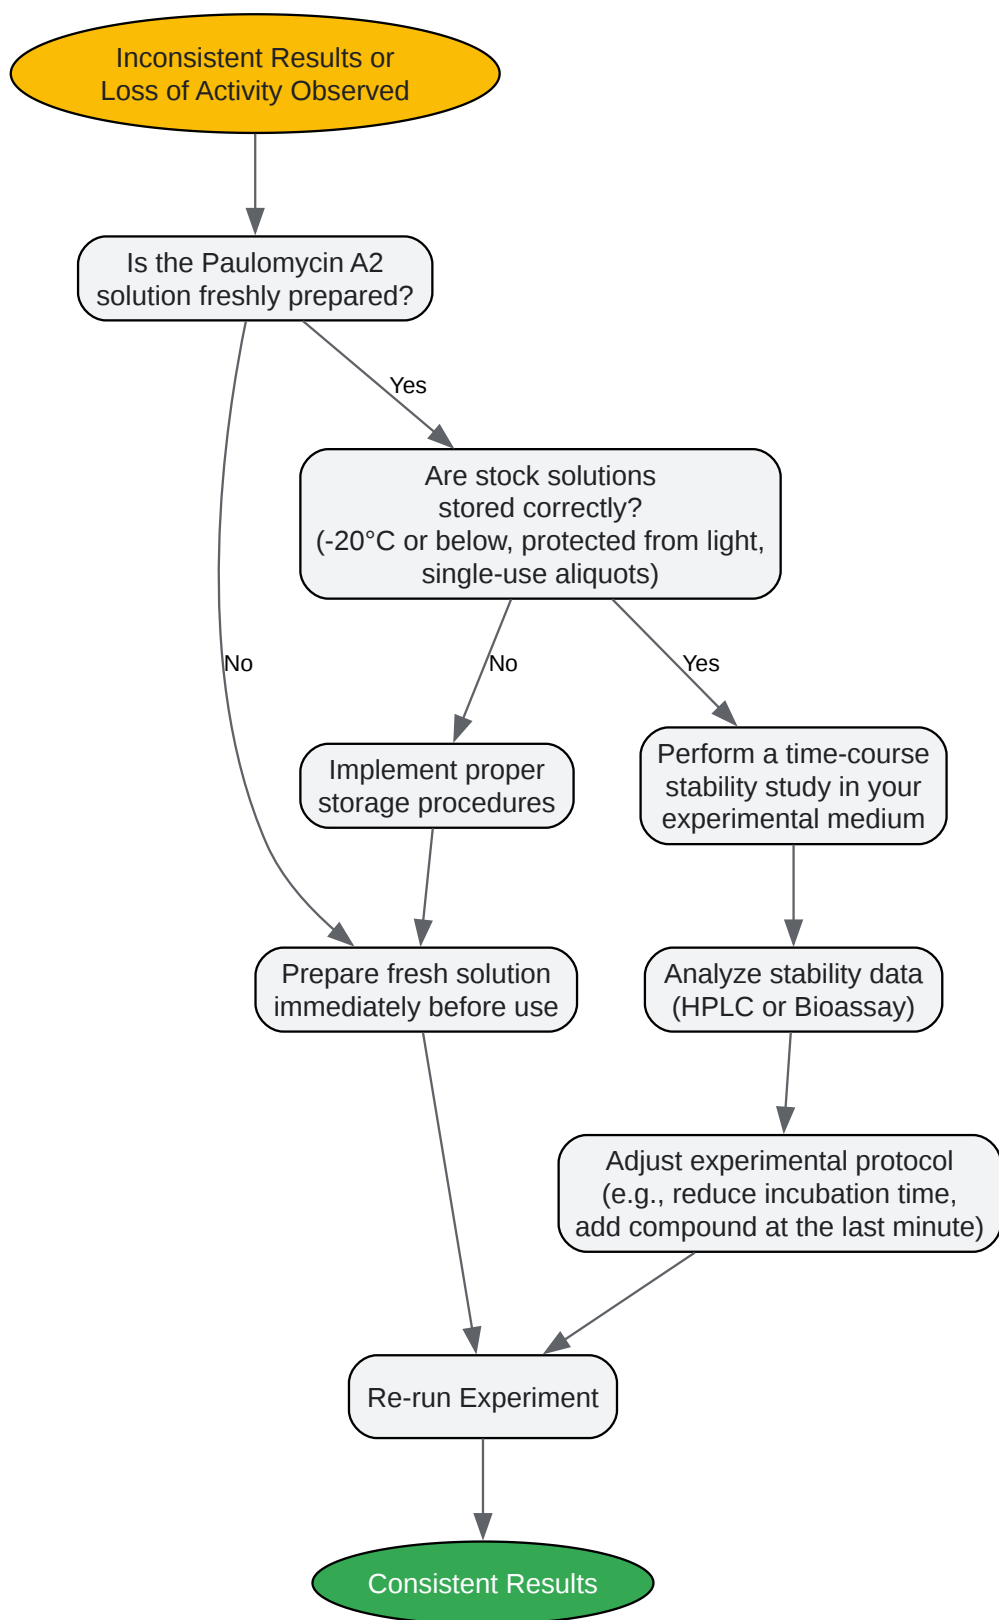 Inconsistent Results or
Loss of Activity Observed
Is the Paulomycin A2
solution freshly prepared?
Yes
Are stock solutions
stored correctly?
(-20°C or below, protected from light,
single-use aliquots)
No
No
Yes
Implement proper
storage procedures
Perform a time-course
stability study in your
experimental medium
Prepare fresh solution
immediately before use
Analyze stability data
(HPLC or Bioassay)
Adjust experimental protocol
(e.g., reduce incubation time,
add compound at the last minute)
Re-run Experiment
Consistent Results